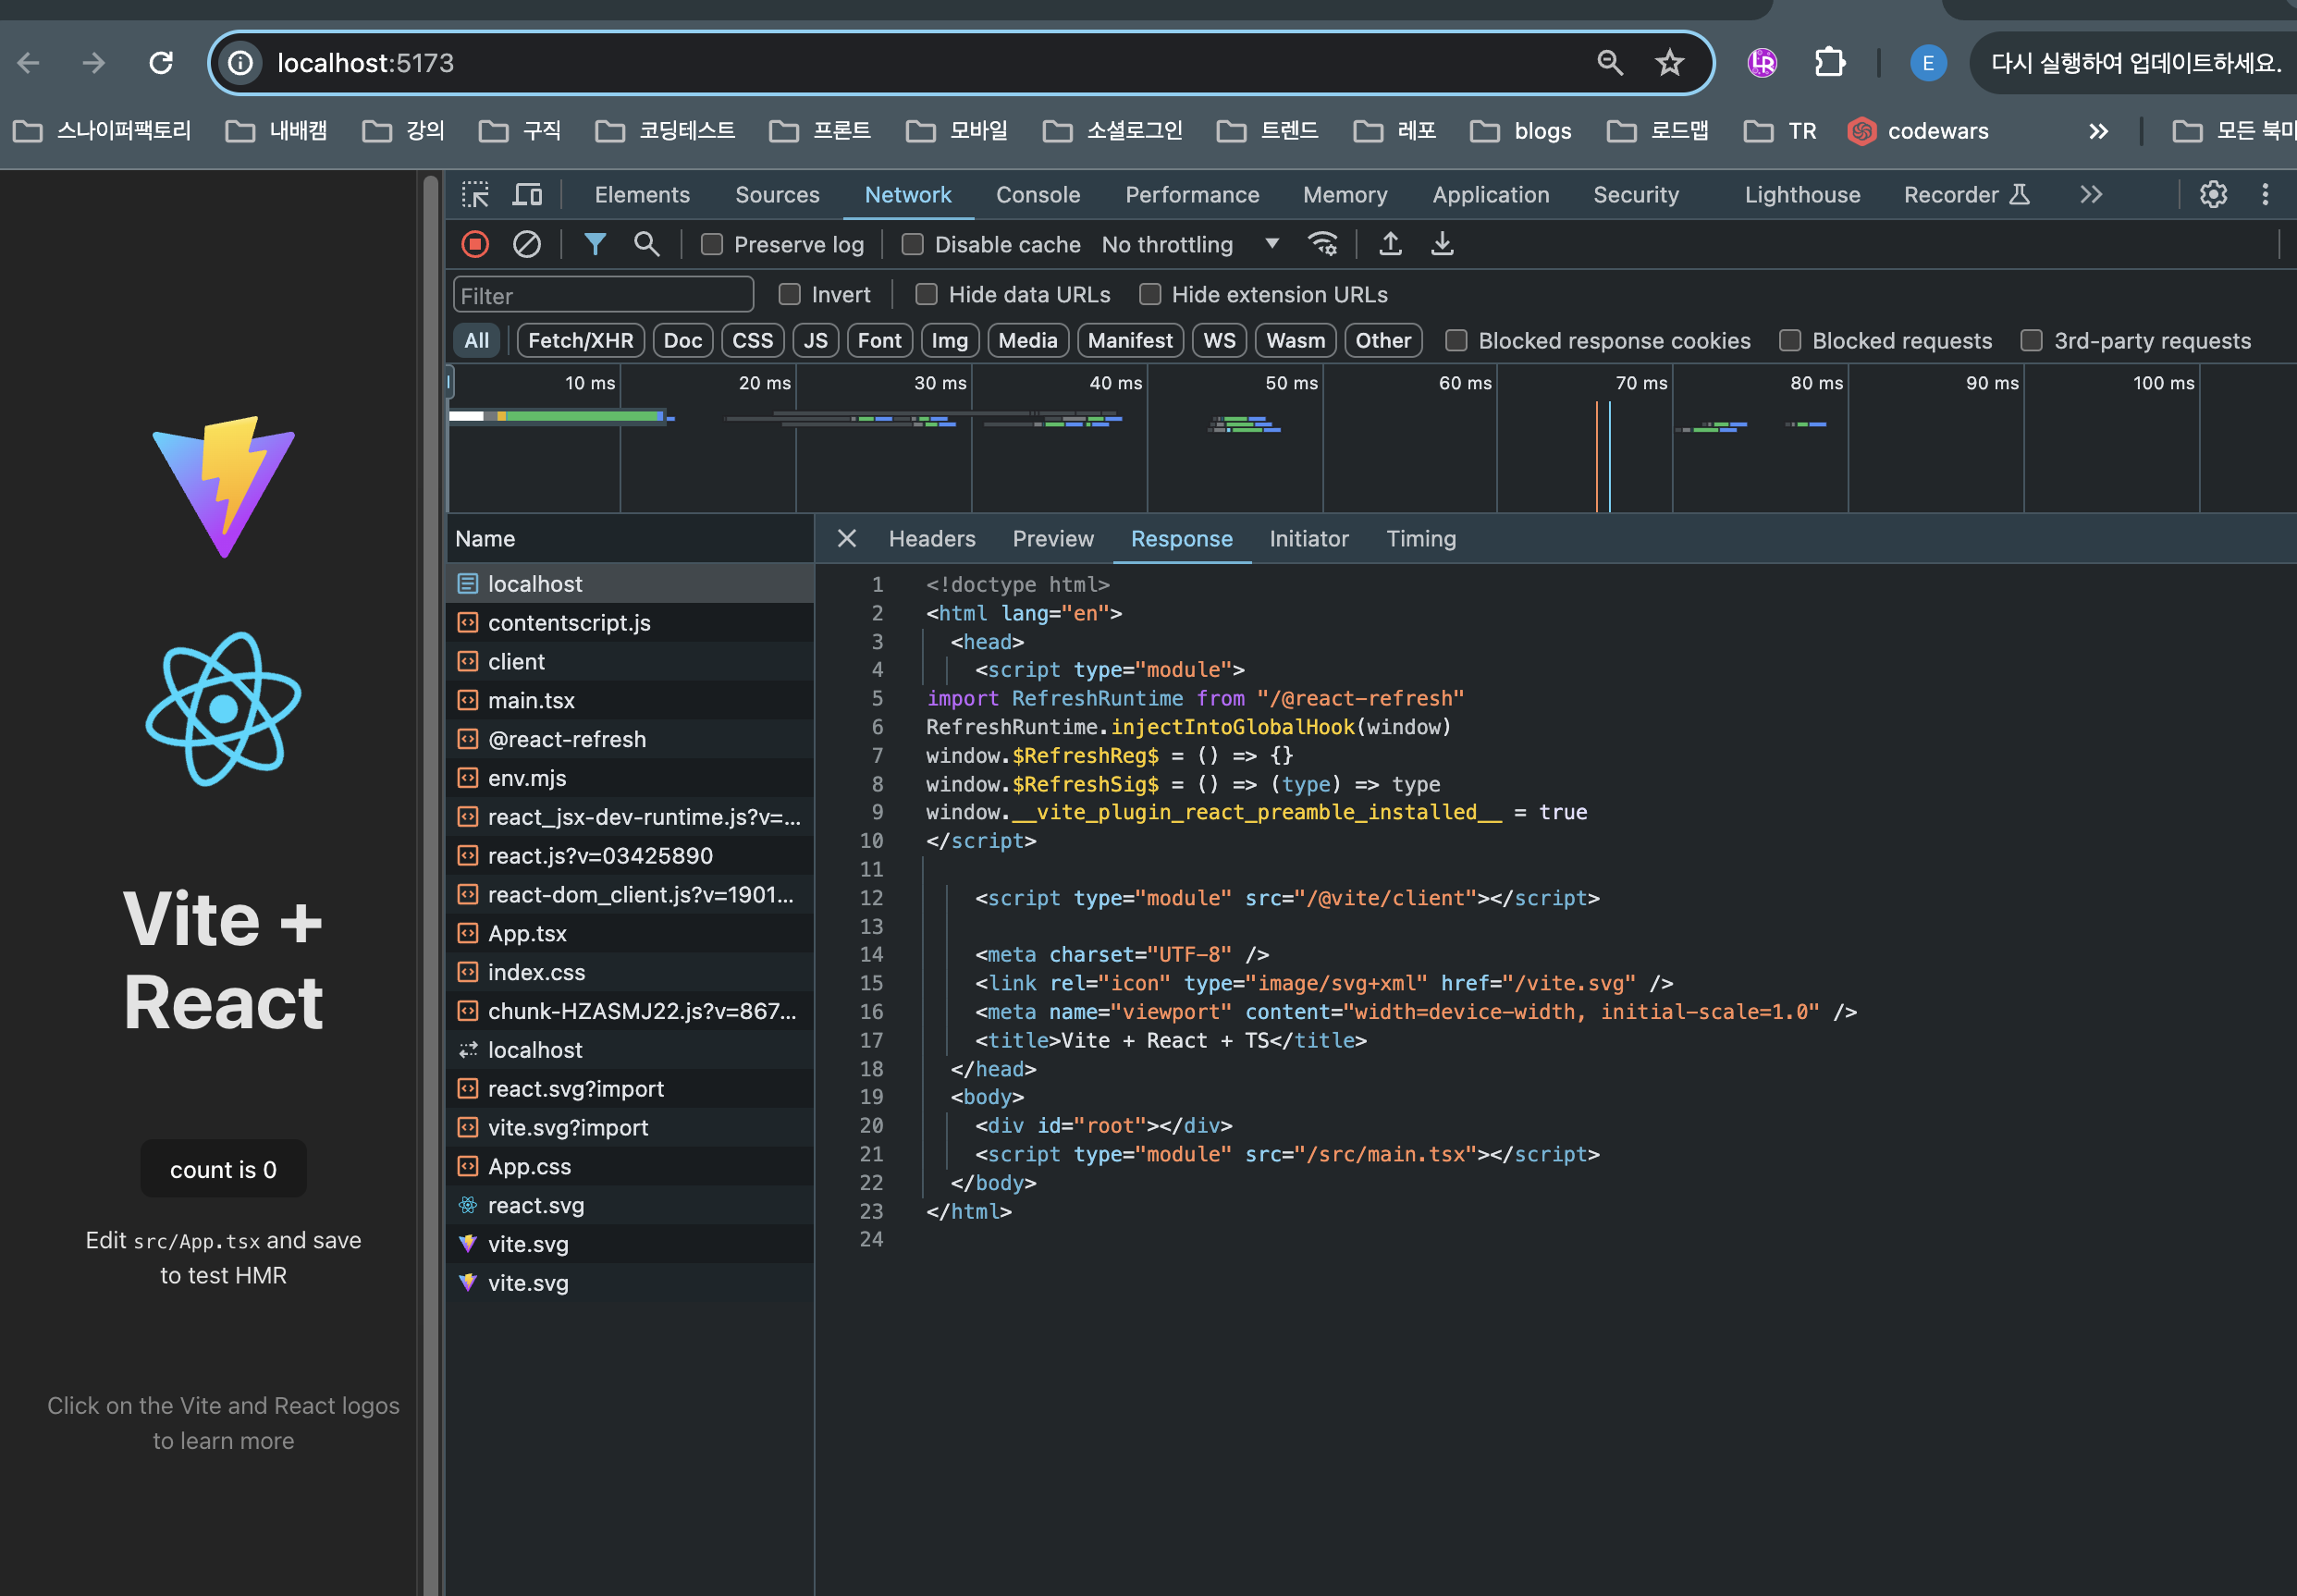 localhost:5173
E
다시 실행하여 업데이트하세요.
스나이퍼팩토리 내배캠 강의 구직 코딩테스트 프론트 모바일 소셜로그인 트렌드 레포 blogs 로드맵 TR codewars 모든
Elements Sources Network Console Performance Memory Application Security Lighthouse Recorder
Preserve log Disable cache No throttling
Filter Invert Hide data URLs Hide extension URLs
All Fetch/XHR Doc CSS JS Font Img Media Manifest WS Wasm Other Blocked response cookies Blocked requests 3rd-party requests
10 ms 20 ms 30 ms 40 ms 50 ms 60 ms 70 ms 80 ms 90 ms 100 ms
Vite +
React
count is 0
Edit src/App.tsx and save
to test HMR
Click on the Vite and React logos
to learn more
Name
localhost
contentscript.js
client
main.tsx
@react-refresh
env.mjs
react_jsx-dev-runtime.js?v=...
react.js?v=03425890
react-dom_client.js?v=1901...
App.tsx
index.css
chunk-HZASMJ22.js?v=867...
localhost
react.svg?import
vite.svg?import
App.css
react.svg
vite.svg
vite.svg
Headers Preview Response Initiator Timing
1 <!doctype html>
2 <html lang="en">
3 <head>
4 <script type="module">
5 import RefreshRuntime from "/@react-refresh"
6 RefreshRuntime.injectIntoGlobalHook(window)
7 window.$RefreshReg$ = () => {}
8 window.$RefreshSig$ = () => (type) => type
9 window.__vite_plugin_react_preamble_installed__ = true
10 </script>
11
12 <script type="module" src="/@vite/client"></script>
13
14 <meta charset="UTF-8" />
15 <link rel="icon" type="image/svg+xml" href="/vite.svg" />
16 <meta name="viewport" content="width=device-width, initial-scale=1.0" />
17 <title>Vite + React + TS</title>
18 </head>
19 <body>
20 <div id="root"></div>
21 <script type="module" src="/src/main.tsx"></script>
22 </body>
23 </html>
24